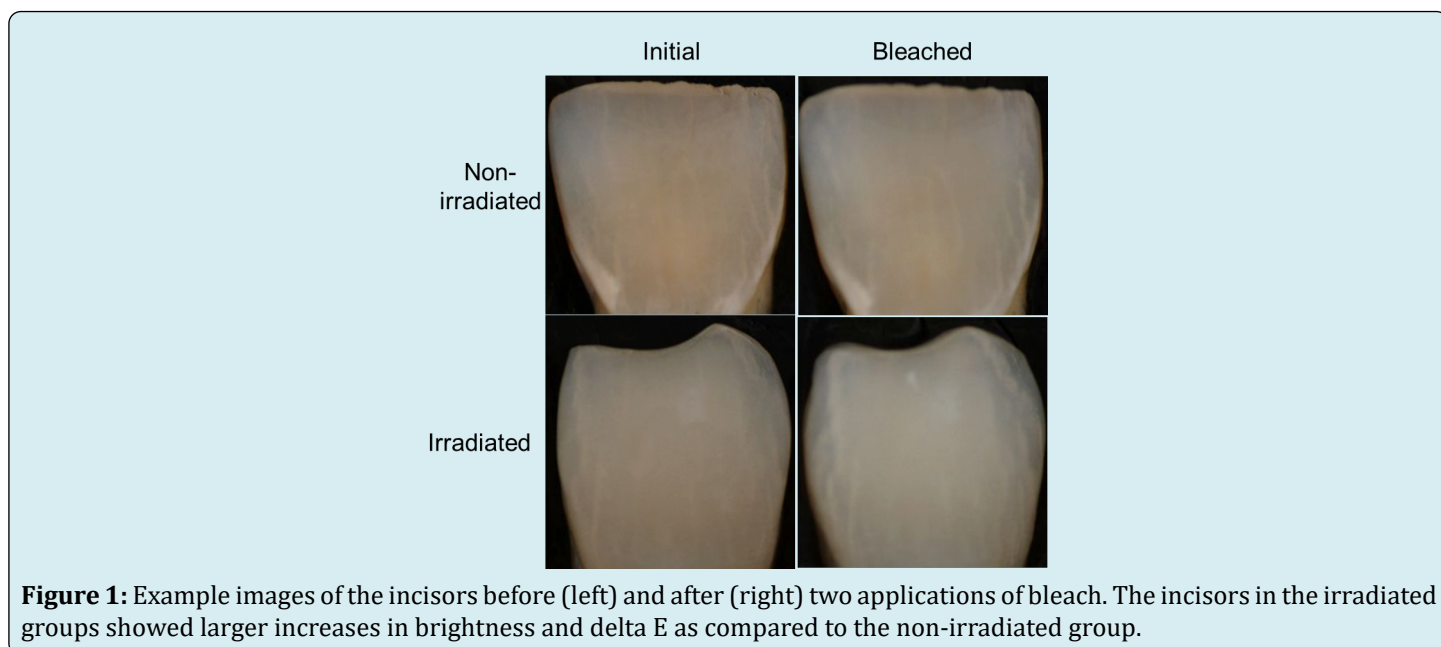 Initial
Bleached
Non-
irradiated
Irradiated
Figure 1: Example images of the incisors before (left) and after (right) two applications of bleach. The incisors in the irradiated
groups showed larger increases in brightness and delta E as compared to the non-irradiated group.